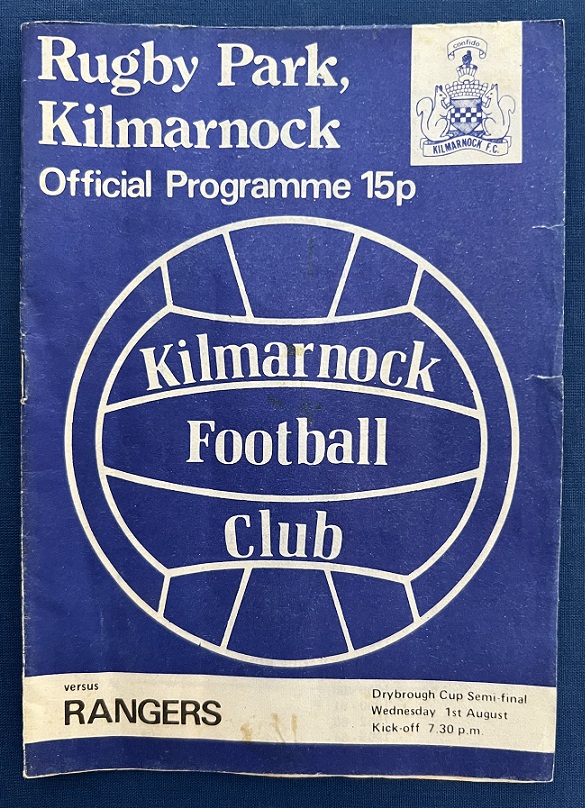 Rugby Park,
Kilmarnock
Official Programme 15p
confido
KILMARNOCK F.C.
Kilmarnock
Football
Club
versus
RANGERS
Drybrough Cup Semi-final
Wednesday 1st August
Kick-off 7.30 p.m.